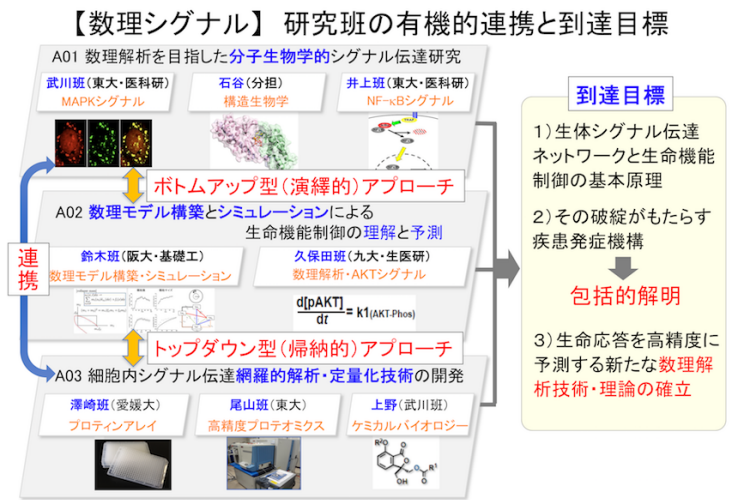 【数理シグナル】 研究班の有機的連携と到達目標
A01 数理解析を目指した分子生物学的シグナル伝達研究
武川班(東大・医科研)
MAPKシグナル
石谷(分担)
構造生物学
井上班(東大・医科研)
NF-κBシグナル
ボトムアップ型(演繹的)アプローチ
A02 数理モデル構築とシミュレーションによる
生命機能制御の理解と予測
鈴木班(阪大・基礎工)
数理モデル構築・シミュレーション
久保田班(九大・生医研)
数理解析・AKTシグナル
d[pAKT]
dt
= k1(AKT-Phos)
トップダウン型(帰納的)アプローチ
A03 細胞内シグナル伝達網羅的解析・定量化技術の開発
澤崎班(愛媛大)
プロティンアレイ
尾山班(東大)
高精度プロテオミクス
上野(武川班)
ケミカルバイオロジー
R²O
O
O
O
R¹
OH
連携
到達目標
1)生体シグナル伝達
ネットワークと生命機能
制御の基本原理
2)その破綻がもたらす
疾患発症機構
包括的解明
3)生命応答を高精度に
予測する新たな数理解
析技術・理論の確立